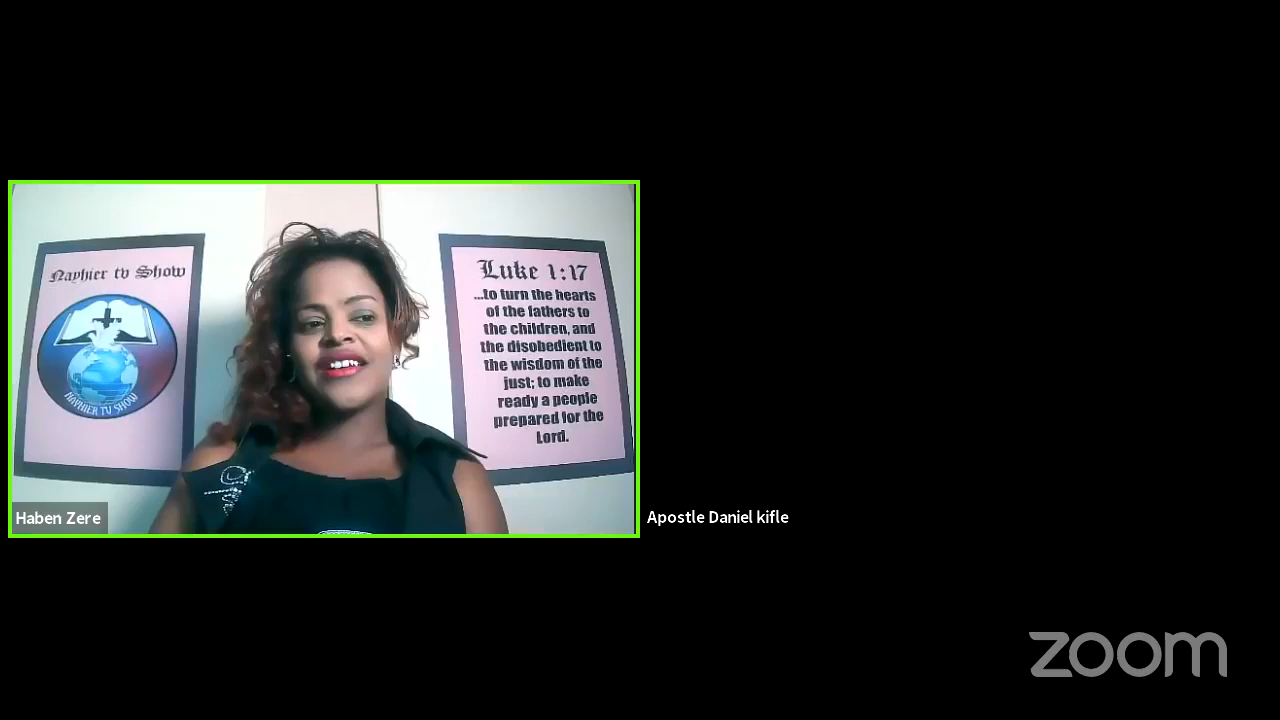 Nayhier tv Show
NAYHIER TV SHOW
Luke 1:17
...to turn the hearts
of the fathers to
the children, and
the disobedient to
the wisdom of the
just; to make
ready a people
prepared for the
Lord.
Haben Zere
Apostle Daniel kifle
zoom